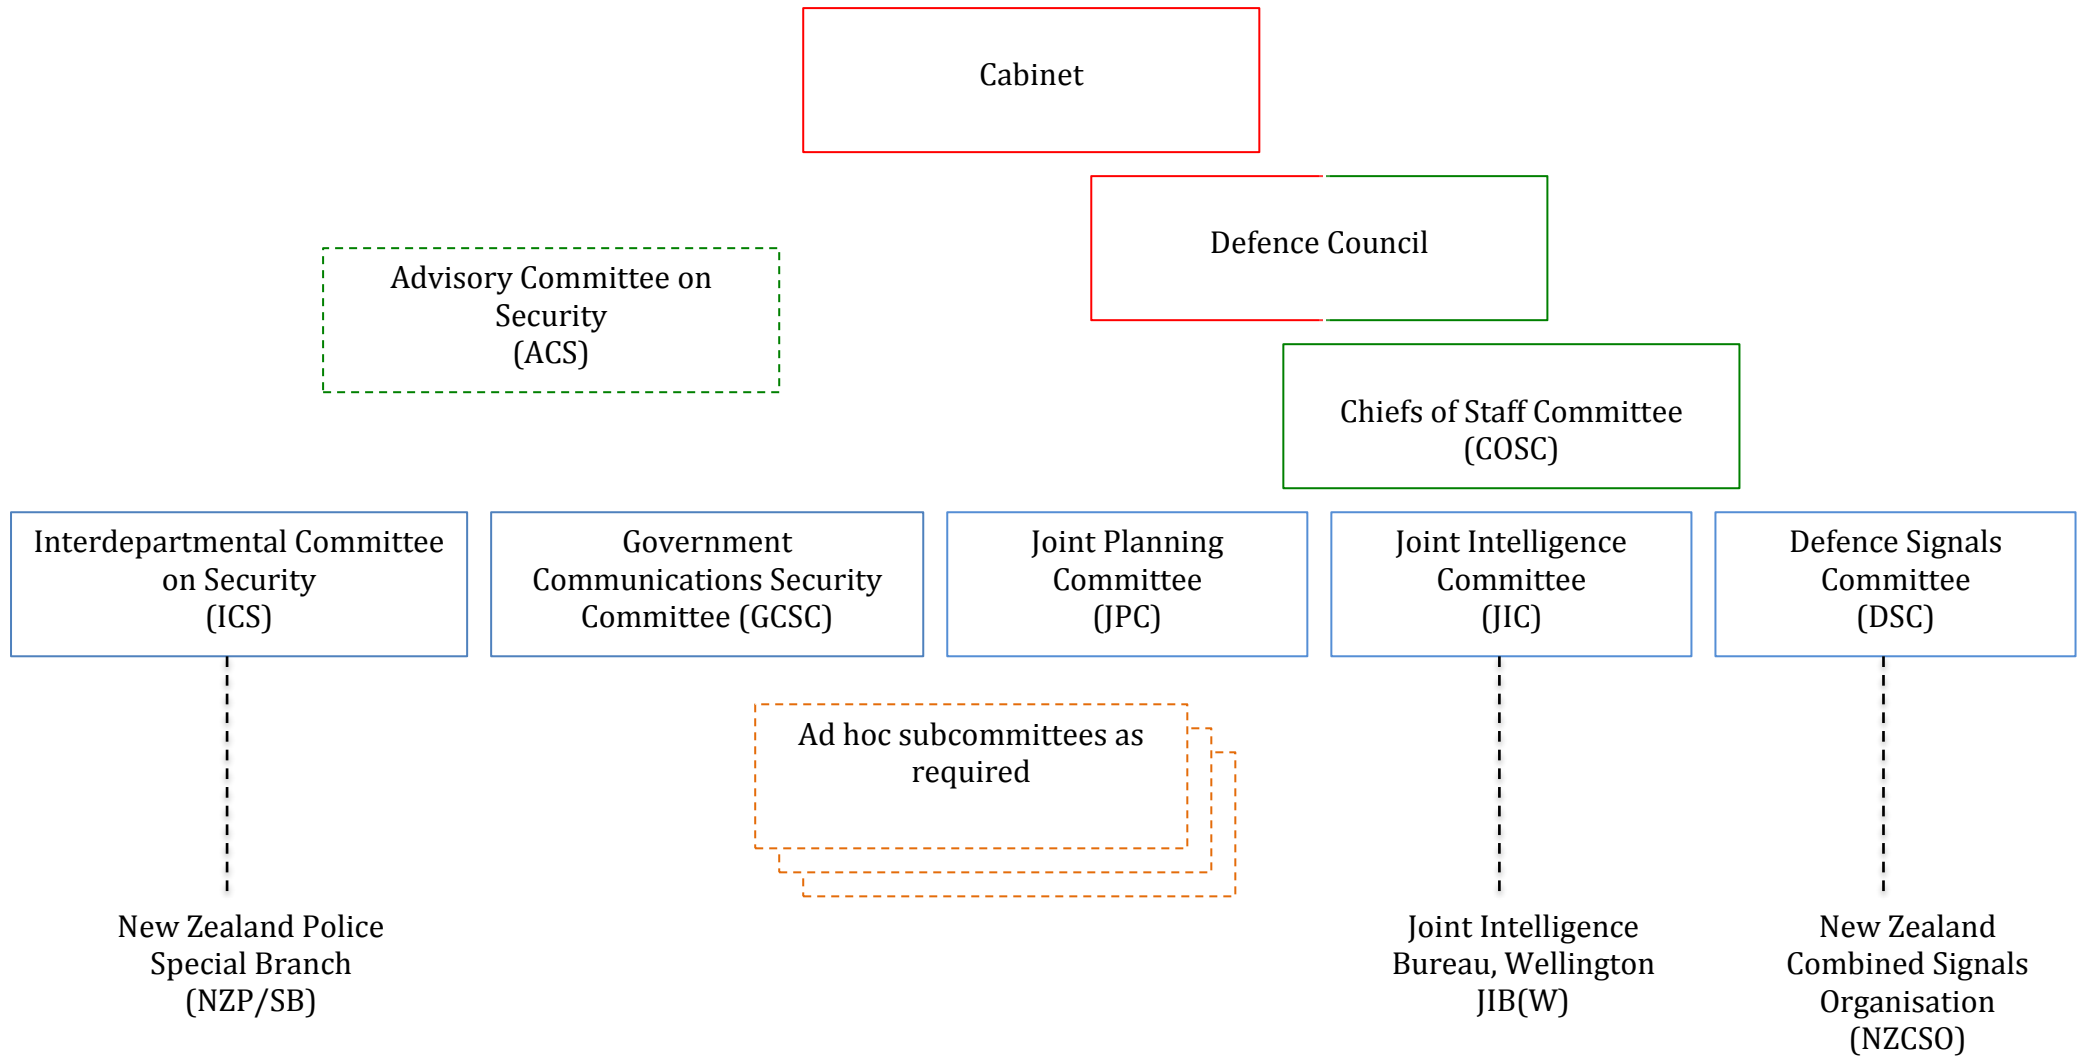 Cabinet
Defence Council
Advisory Committee on
Security
(ACS)
Chiefs of Staff Committee
(COSC)
Interdepartmental Committee
on Security
(ICS)
Government
Communications Security
Committee (GCSC)
Joint Planning
Committee
(JPC)
Joint Intelligence
Committee
(JIC)
Defence Signals
Committee
(DSC)
Ad hoc subcommittees as
required
New Zealand Police
Special Branch
(NZP/SB)
Joint Intelligence
Bureau, Wellington
JIB(W)
New Zealand
Combined Signals
Organisation
(NZCSO)